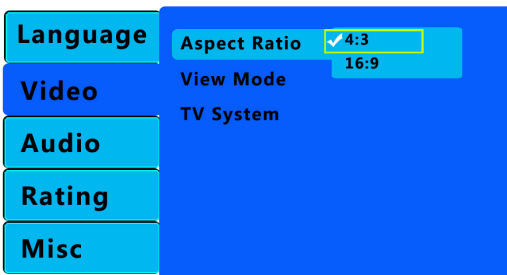 Language
Video
Audio
Rating
Misc
Aspect Ratio
4:3
16:9
View Mode
TV System